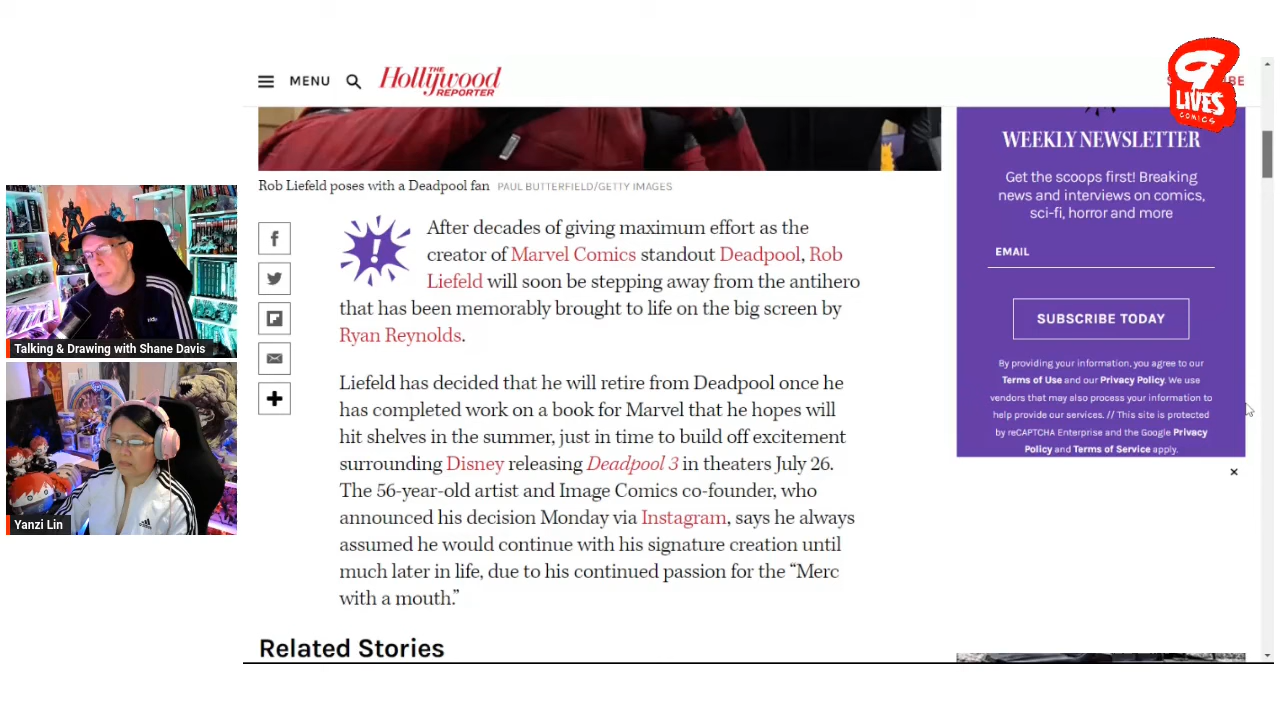 MENU
THE
Hollywood
REPORTER
9
LIVES
COMICS
Rob Liefeld poses with a Deadpool fan PAUL BUTTERFIELD/GETTY IMAGES
After decades of giving maximum effort as the
creator of Marvel Comics standout Deadpool, Rob
Liefeld will soon be stepping away from the antihero
that has been memorably brought to life on the big screen by
Ryan Reynolds.
Liefeld has decided that he will retire from Deadpool once he
has completed work on a book for Marvel that he hopes will
hit shelves in the summer, just in time to build off excitement
surrounding Disney releasing Deadpool 3 in theaters July 26.
The 56-year-old artist and Image Comics co-founder, who
announced his decision Monday via Instagram, says he always
assumed he would continue with his signature creation until
much later in life, due to his continued passion for the “Merc
with a mouth.”
Related Stories
WEEKLY NEWSLETTER
Get the scoops first! Breaking
news and interviews on comics,
sci-fi, horror and more
EMAIL
SUBSCRIBE TODAY
By providing your information, you agree to our
Terms of Use and our Privacy Policy. We use
vendors that may also process your information to
help provide our services. // This site is protected
by reCAPTCHA Enterprise and the Google Privacy
Policy and Terms of Service apply.
Talking & Drawing with Shane Davis
Yanzi Lin